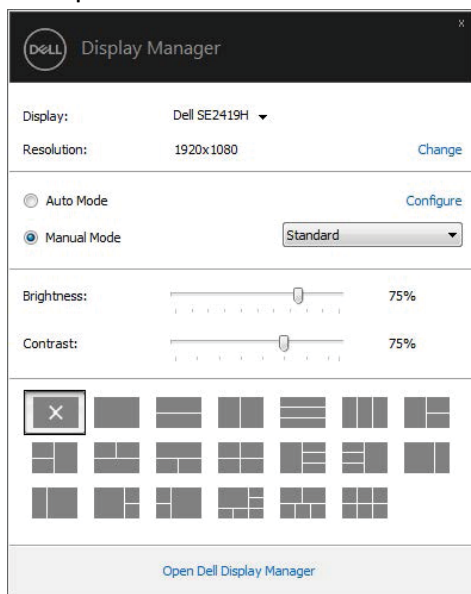 x
DELL Display Manager
Display: Dell SE2419H
Resolution: 1920x1080 Change
Auto Mode Configure
Manual Mode Standard
Brightness: 75%
Contrast: 75%
Open Dell Display Manager